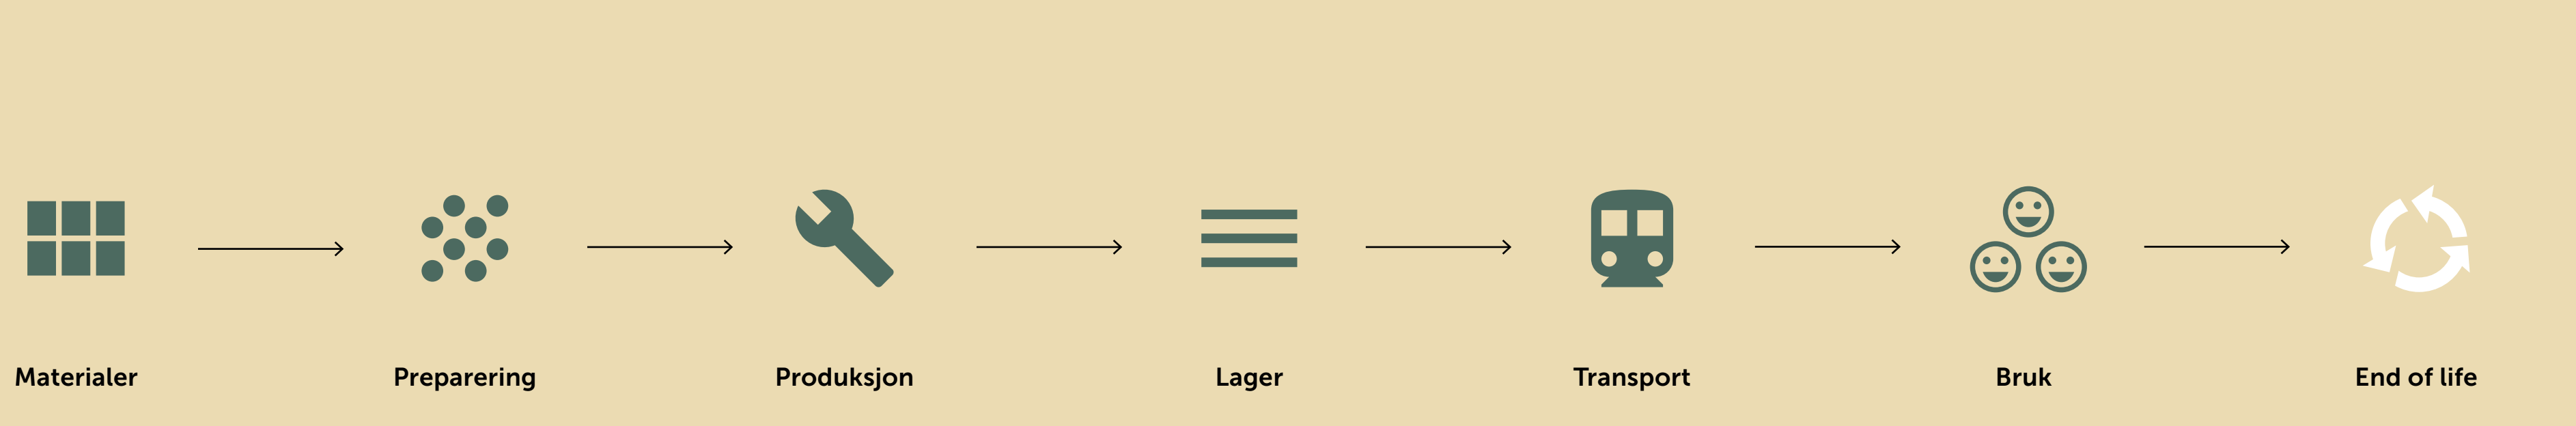 Materialer
Preparering
Produksjon
Lager
Transport
Bruk
End of life